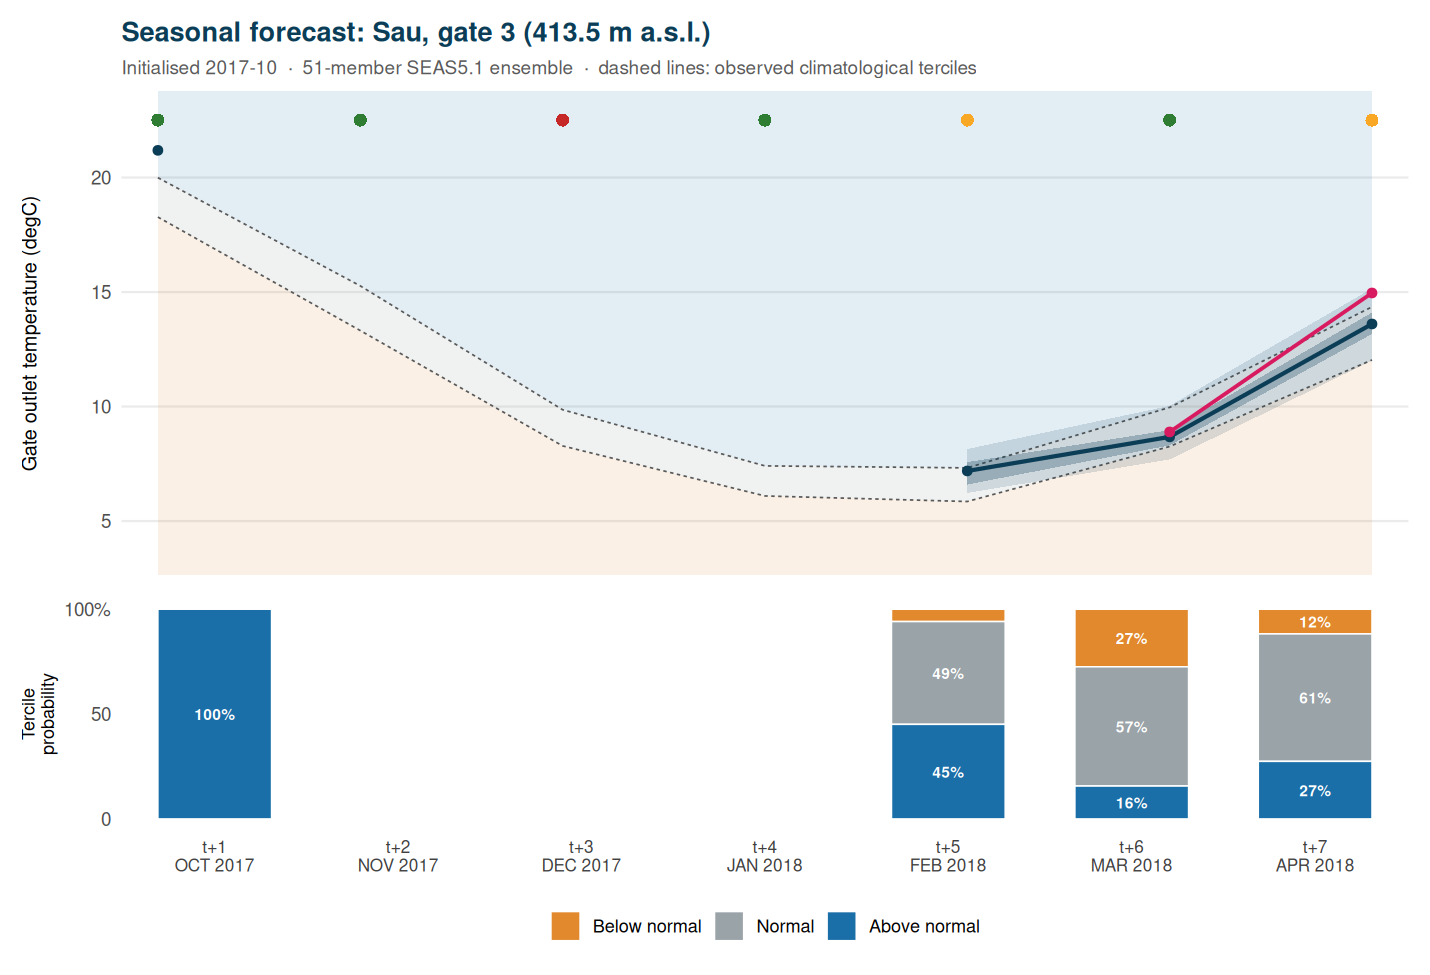 Seasonal forecast: Sau, gate 3 (413.5 m a.s.l.)
Initialised 2017-10 · 51-member SEAS5.1 ensemble · dashed lines: observed climatological terciles
Gate outlet temperature (degC)
20
15
10
5
Tercile
probability
100%
50
0
100%
49%
45%
27%
57%
16%
12%
61%
27%
t+1
OCT 2017
t+2
NOV 2017
t+3
DEC 2017
t+4
JAN 2018
t+5
FEB 2018
t+6
MAR 2018
t+7
APR 2018
Below normal
Normal
Above normal